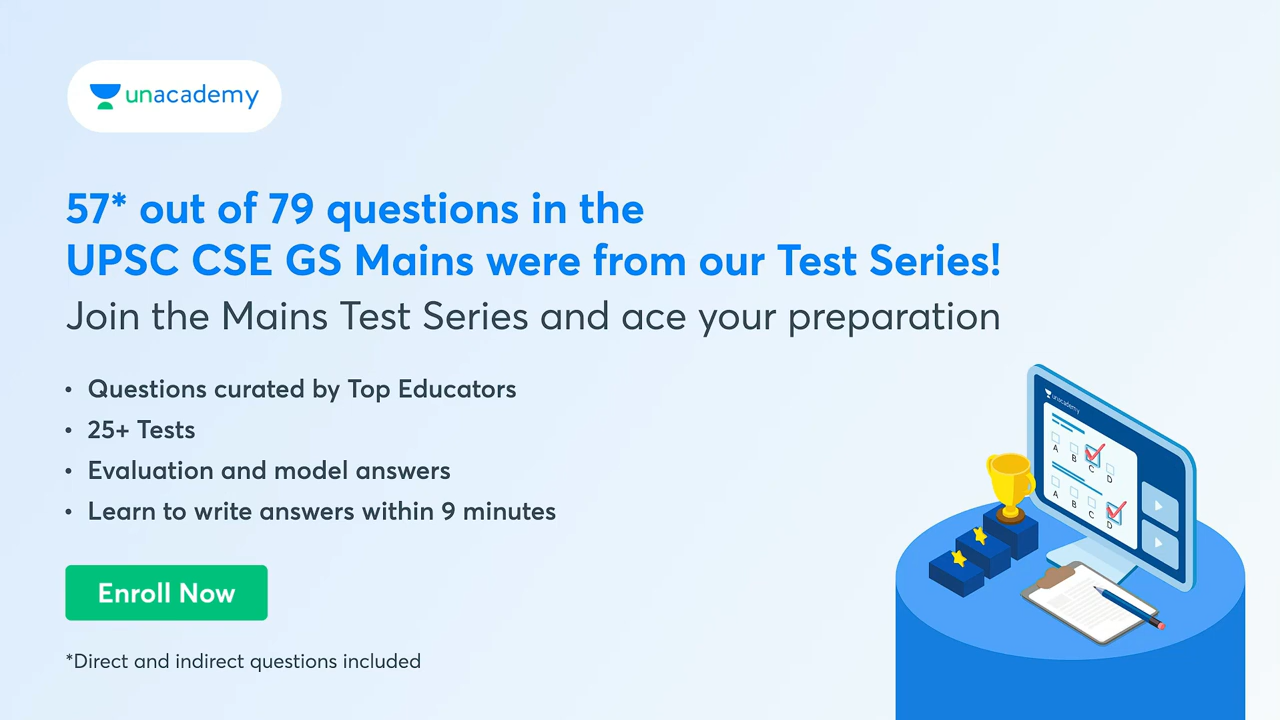 unacademy
57* out of 79 questions in the
UPSC CSE GS Mains were from our Test Series!
Join the Mains Test Series and ace your preparation
• Questions curated by Top Educators
• 25+ Tests
• Evaluation and model answers
• Learn to write answers within 9 minutes
Enroll Now
*Direct and indirect questions included
unacademy
A B C D
A B C D